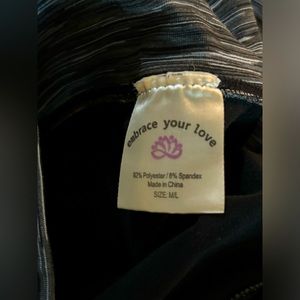 embrace your love
92% Polyester / 8% Spandex
Made in China
SIZE: M/L